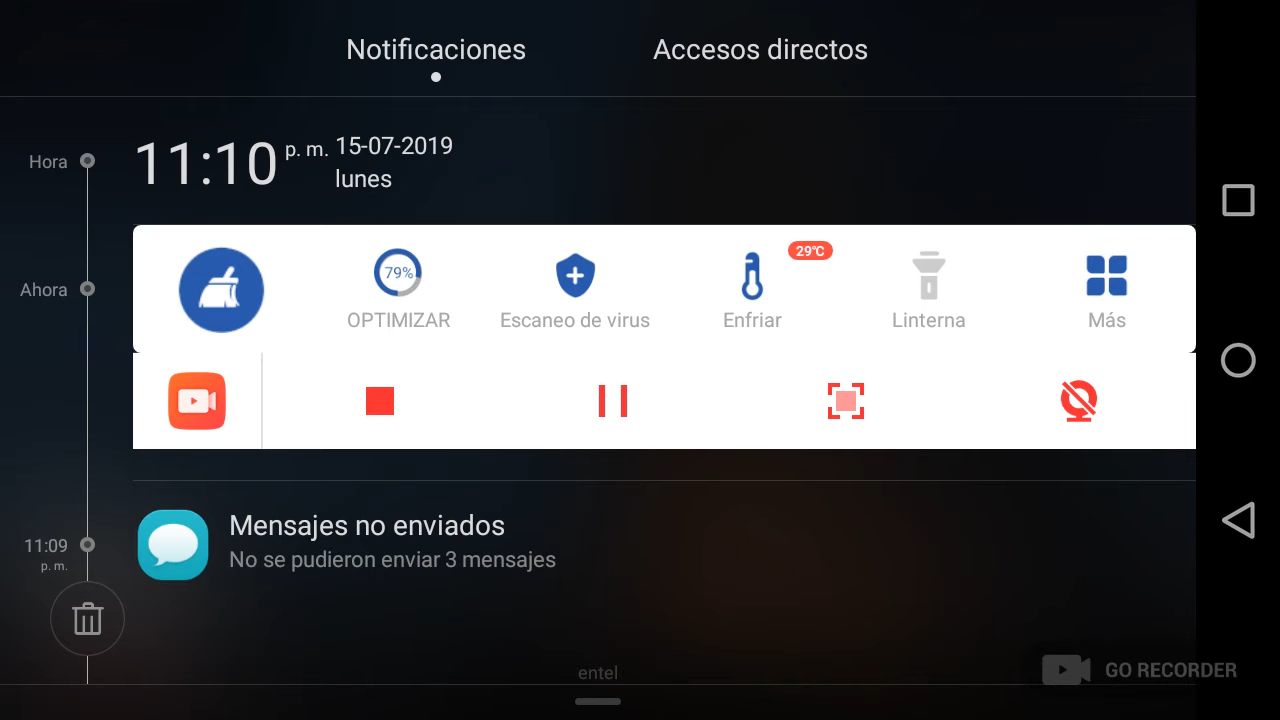 Notificaciones
Accesos directos
Hora
11:10 p. m. 15-07-2019
lunes
Ahora
79%
29°C
OPTIMIZAR
Escaneo de virus
Enfriar
Linterna
Más
11:09
p. m.
Mensajes no enviados
No se pudieron enviar 3 mensajes
entel
GO RECORDER